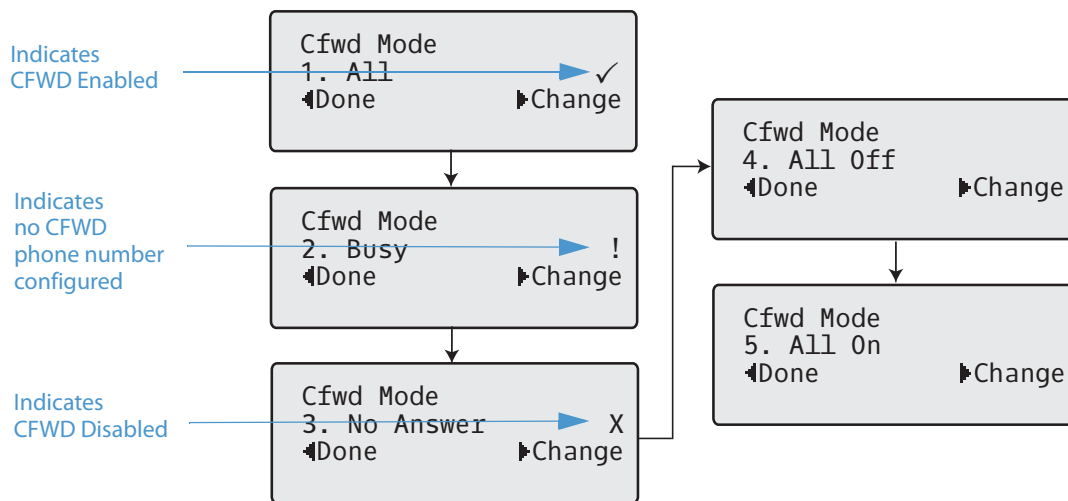 Indicates
CFWD Enabled
Cfwd Mode
1. All ✓
◀Done ▶Change
Indicates
no CFWD
phone number
configured
Cfwd Mode
2. Busy !
◀Done ▶Change
Indicates
CFWD Disabled
Cfwd Mode
3. No Answer X
◀Done ▶Change
Cfwd Mode
4. All Off
◀Done ▶Change
Cfwd Mode
5. All On
◀Done ▶Change